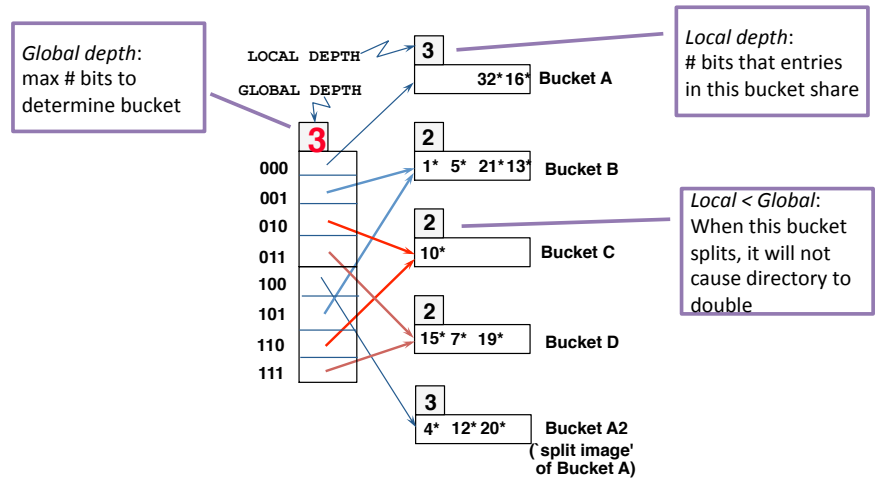 Global depth:
max # bits to
determine bucket
LOCAL DEPTH
GLOBAL DEPTH
3
32* 16*
Bucket A
Local depth:
# bits that entries
in this bucket share
3
000
001
010
011
100
101
110
111
2
1* 5* 21* 13*
Bucket B
2
10*
Bucket C
Local < Global:
When this bucket
splits, it will not
cause directory to
double
2
15* 7* 19*
Bucket D
3
4* 12* 20*
Bucket A2
(`split image'
of Bucket A)